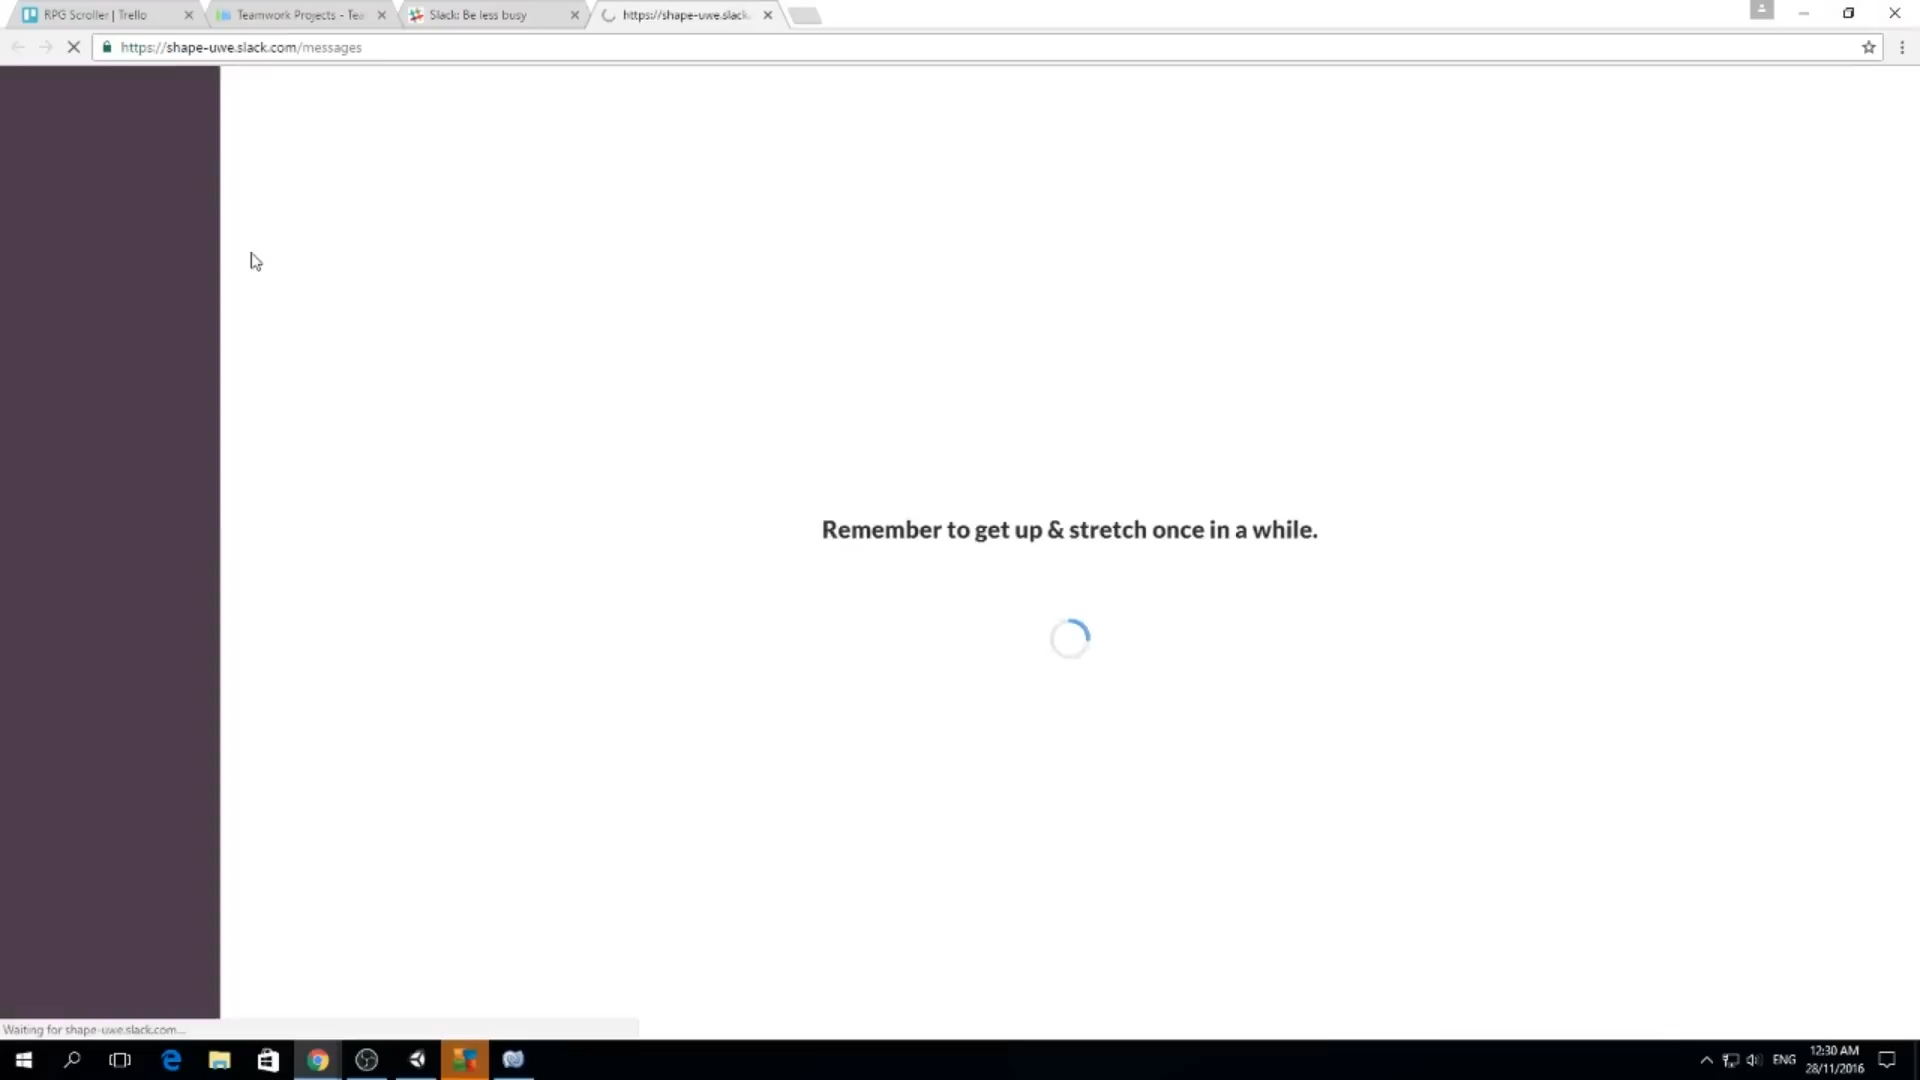 RPG Scroller | Trello
Teamwork Projects - Tea
Slack: Be less busy
https://shape-uwe.slack.
https://shape-uwe.slack.com/messages
Remember to get up & stretch once in a while.
Waiting for shape-uwe.slack.com...
ENG
12:30 AM
28/11/2016